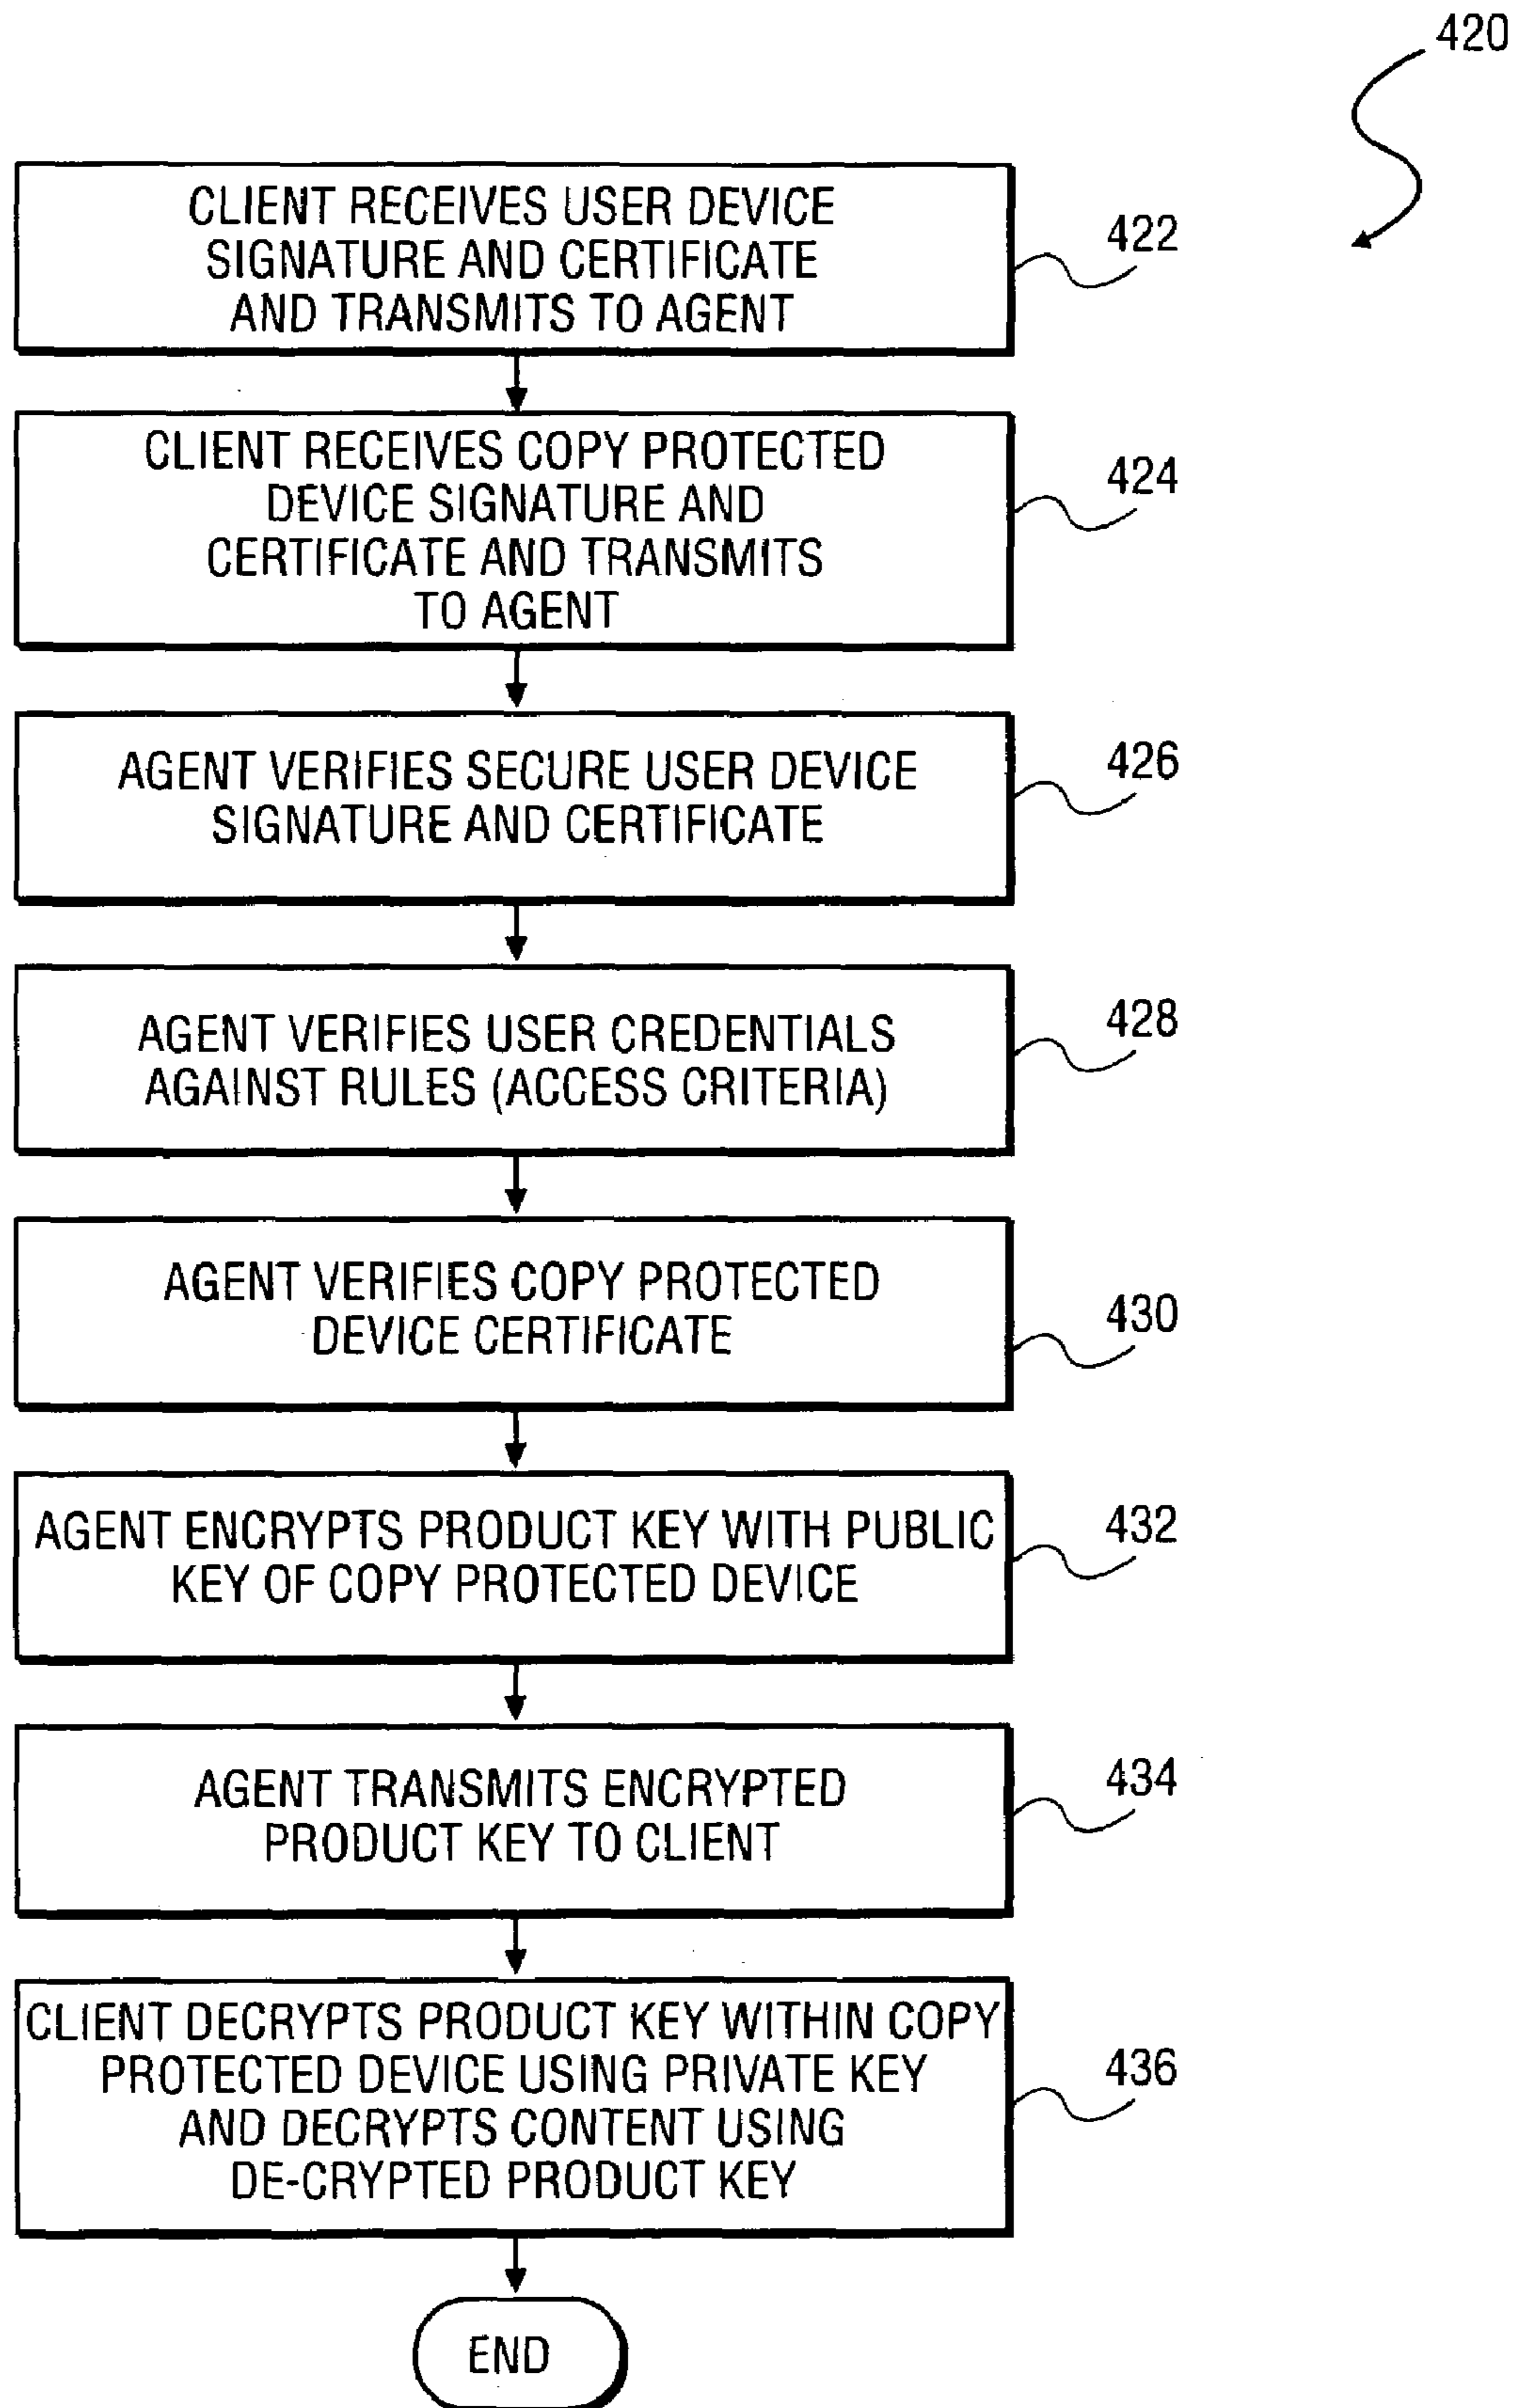 420
CLIENT RECEIVES USER DEVICE
SIGNATURE AND CERTIFICATE
AND TRANSMITS TO AGENT
422
CLIENT RECEIVES COPY PROTECTED
DEVICE SIGNATURE AND
CERTIFICATE AND TRANSMITS
TO AGENT
424
AGENT VERIFIES SECURE USER DEVICE
SIGNATURE AND CERTIFICATE
426
AGENT VERIFIES USER CREDENTIALS
AGAINST RULES (ACCESS CRITERIA)
428
AGENT VERIFIES COPY PROTECTED
DEVICE CERTIFICATE
430
AGENT ENCRYPTS PRODUCT KEY WITH PUBLIC
KEY OF COPY PROTECTED DEVICE
432
AGENT TRANSMITS ENCRYPTED
PRODUCT KEY TO CLIENT
434
CLIENT DECRYPTS PRODUCT KEY WITHIN COPY
PROTECTED DEVICE USING PRIVATE KEY
AND DECRYPTS CONTENT USING
DE-CRYPTED PRODUCT KEY
436
END